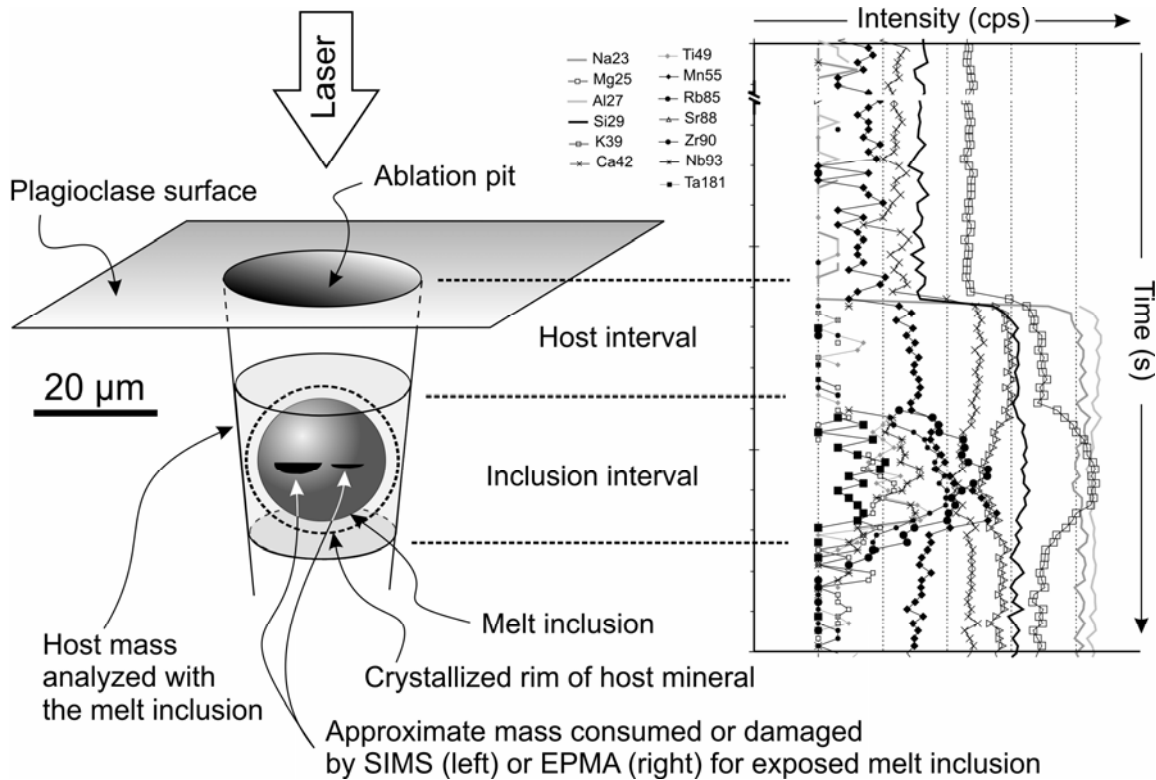 Laser
Intensity (cps)
Na23
Mg25
Al27
Si29
K39
Ca42
Ti49
Mn55
Rb85
Sr88
Zr90
Nb93
Ta181
Plagioclase surface
Ablation pit
Time (s)
Host interval
20 µm
Inclusion interval
Melt inclusion
Host mass
analyzed with
the melt inclusion
Crystallized rim of host mineral
Approximate mass consumed or damaged
by SIMS (left) or EPMA (right) for exposed melt inclusion